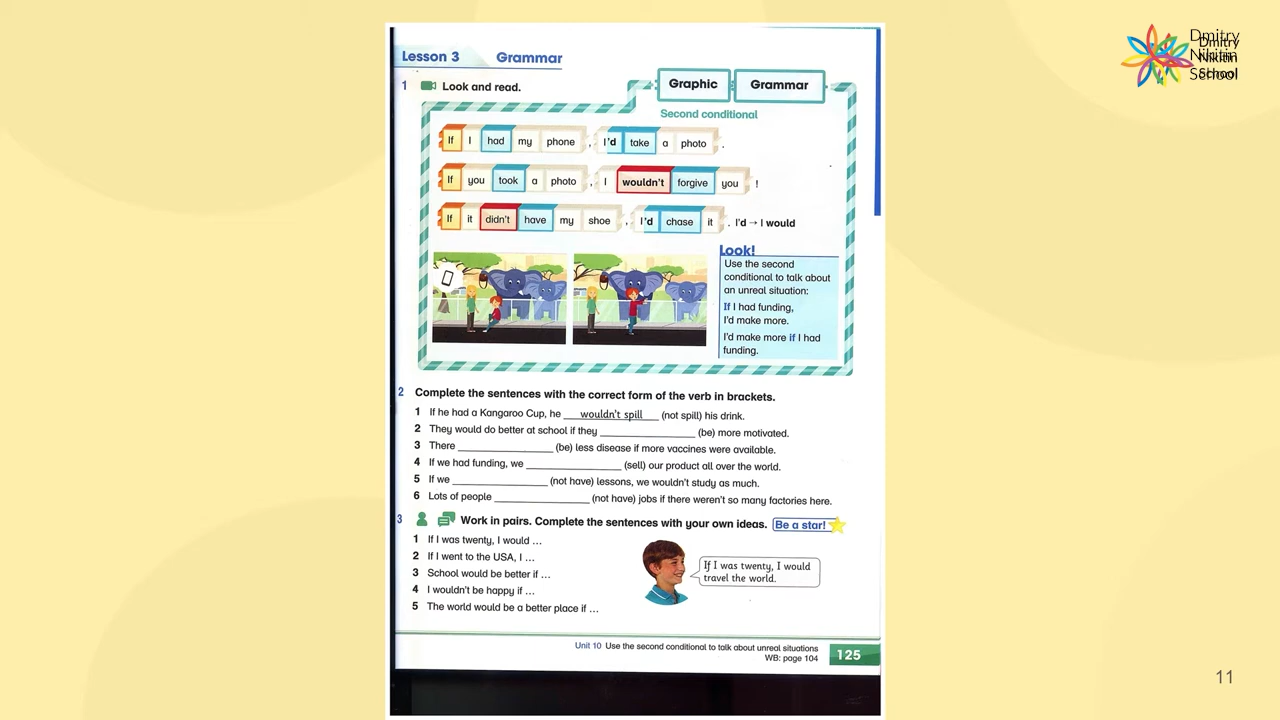 Lesson 3 Grammar
1 Look and read.
Graphic Grammar
Second conditional
If I had my phone, I'd take a photo.
If you took a photo, I wouldn't forgive you!
If it didn't have my shoe, I'd chase it. I'd → I would
Look!
Use the second
conditional to talk about
an unreal situation:
If I had funding,
I'd make more.
I'd make more if I had
funding.
2 Complete the sentences with the correct form of the verb in brackets.
1 If he had a Kangaroo Cup, he wouldn't spill (not spill) his drink.
2 They would do better at school if they ______________ (be) more motivated.
3 There ______________ (be) less disease if more vaccines were available.
4 If we had funding, we ______________ (sell) our product all over the world.
5 If we ______________ (not have) lessons, we wouldn't study as much.
6 Lots of people ______________ (not have) jobs if there weren't so many factories here.
3 Work in pairs. Complete the sentences with your own ideas. Be a star!
1 If I was twenty, I would ...
2 If I went to the USA, I ...
3 School would be better if ...
4 I wouldn't be happy if ...
5 The world would be a better place if ...
If I was twenty, I would
travel the world.
Unit 10 Use the second conditional to talk about unreal situations
WB: page 104
125
Dmitry
Nikitin
School
Dmitry
Nikitin
School
11